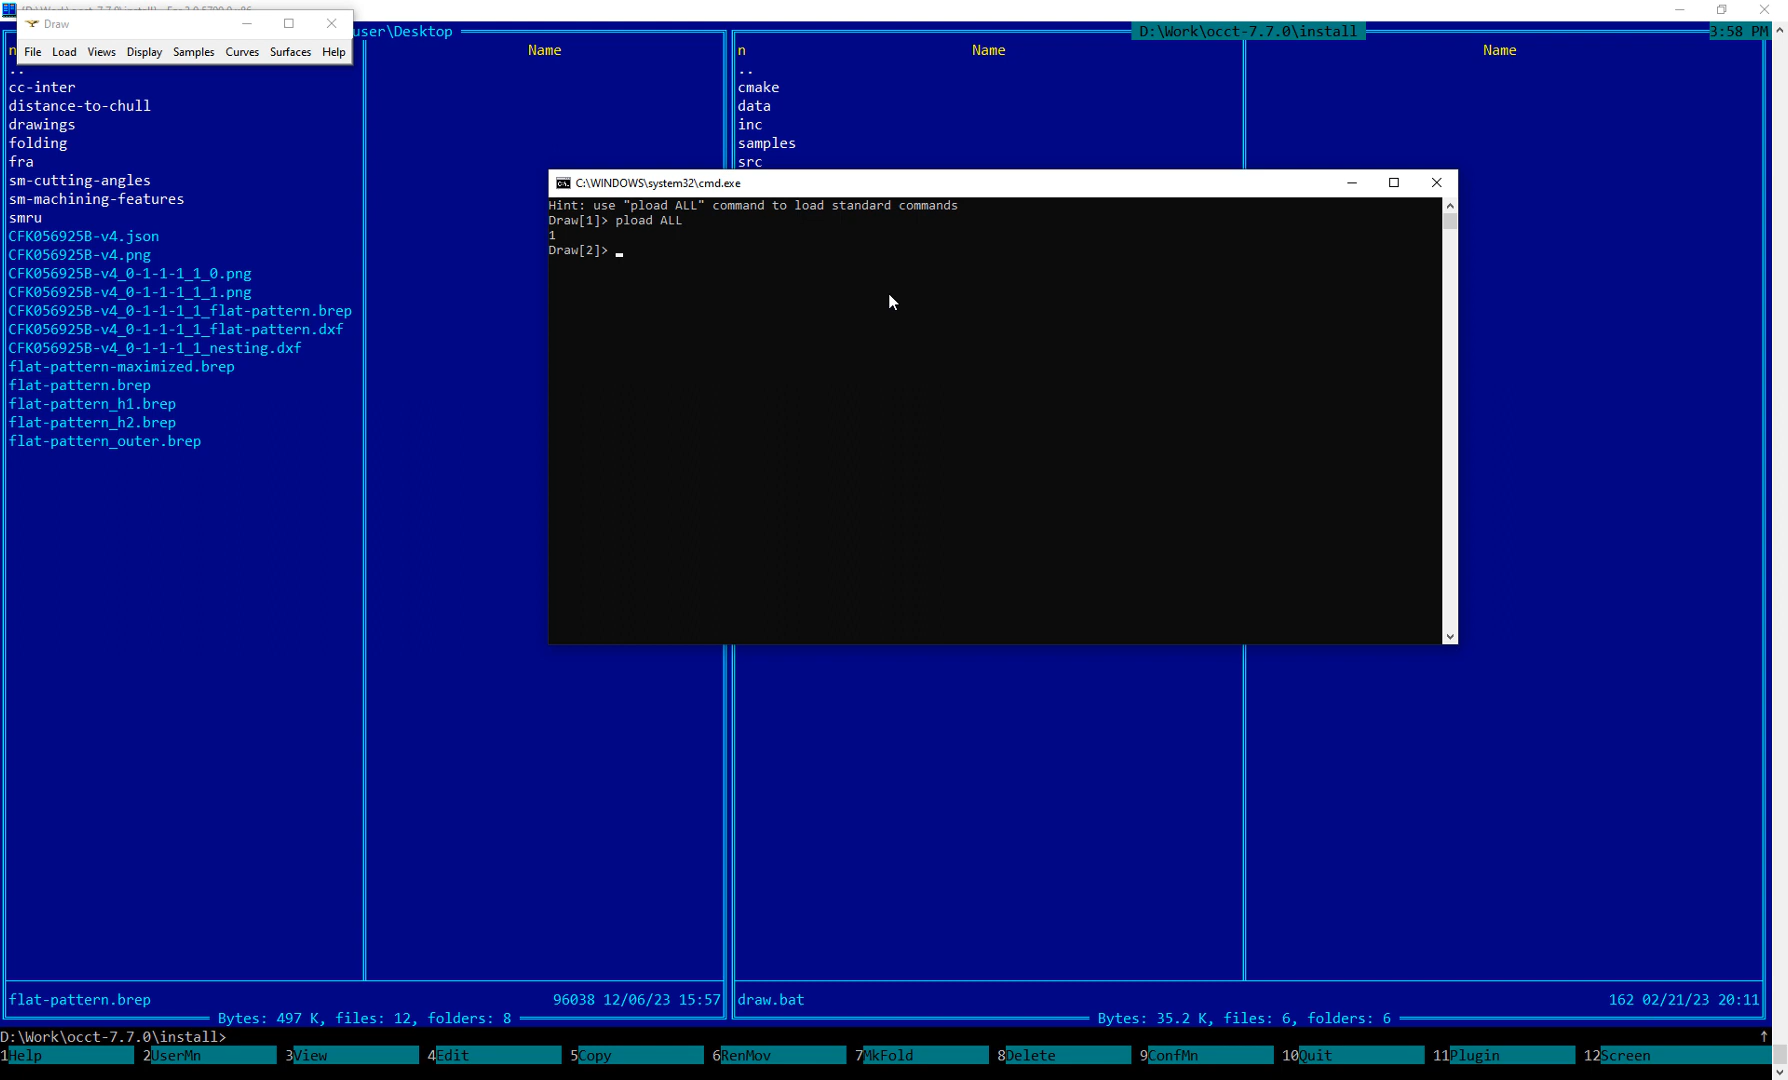 Draw
File Load Views Display Samples Curves Surfaces Help
user\Desktop
D:\Work\occt-7.7.0\install
3:58 PM
n
Name
n
Name
Name
..
cc-inter
distance-to-chull
drawings
folding
fra
sm-cutting-angles
sm-machining-features
smru
CFK056925B-v4.json
CFK056925B-v4.png
CFK056925B-v4_0-1-1-1_1_0.png
CFK056925B-v4_0-1-1-1_1_1.png
CFK056925B-v4_0-1-1-1_1_flat-pattern.brep
CFK056925B-v4_0-1-1-1_1_flat-pattern.dxf
CFK056925B-v4_0-1-1-1_1_nesting.dxf
flat-pattern-maximized.brep
flat-pattern.brep
flat-pattern_h1.brep
flat-pattern_h2.brep
flat-pattern_outer.brep
..
cmake
data
inc
samples
src
C:\WINDOWS\system32\cmd.exe
Hint: use "pload ALL" command to load standard commands
Draw[1]> pload ALL
1
Draw[2]>
flat-pattern.brep 96038 12/06/23 15:57
Bytes: 497 K, files: 12, folders: 8
draw.bat 162 02/21/23 20:11
Bytes: 35.2 K, files: 6, folders: 6
D:\Work\occt-7.7.0\install>
1Help 2UserMn 3View 4Edit 5Copy 6RenMov 7MkFold 8Delete 9ConfMn 10Quit 11Plugin 12Screen